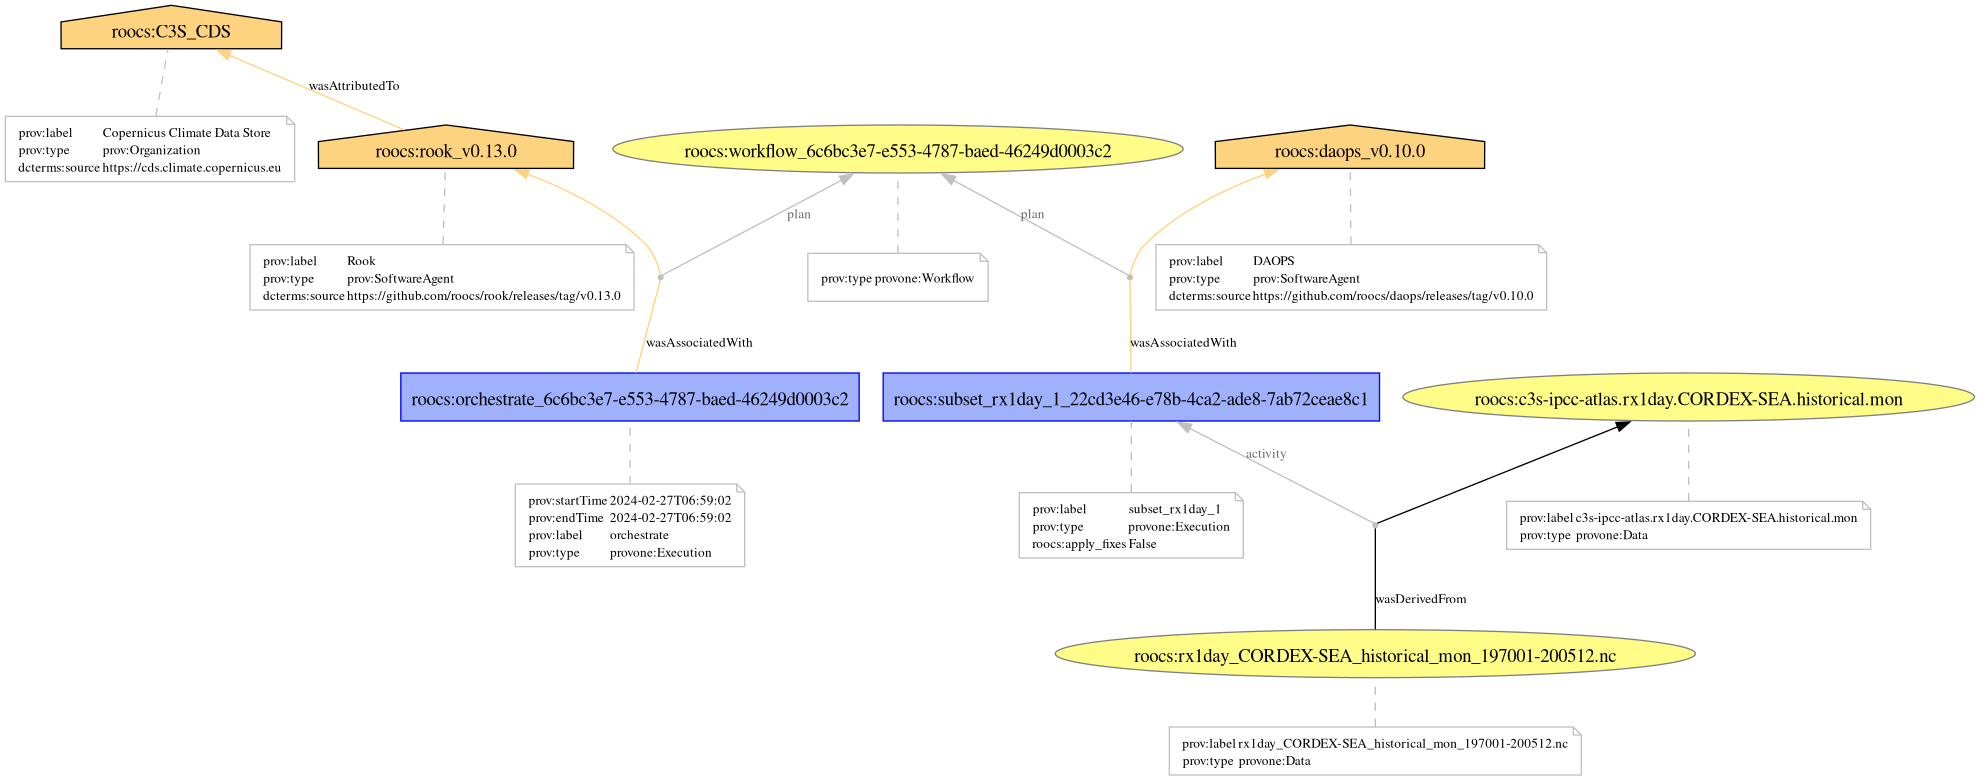 roocs:C3S_CDS
wasAttributedTo
prov:label Copernicus Climate Data Store
prov:type prov:Organization
dcterms:source https://cds.climate.copernicus.eu
roocs:rook_v0.13.0
roocs:workflow_6c6bc3e7-e553-4787-baed-46249d0003c2
roocs:daops_v0.10.0
plan
plan
prov:label Rook
prov:type prov:SoftwareAgent
dcterms:source https://github.com/roocs/rook/releases/tag/v0.13.0
prov:type provone:Workflow
prov:label DAOPS
prov:type prov:SoftwareAgent
dcterms:source https://github.com/roocs/daops/releases/tag/v0.10.0
wasAssociatedWith
wasAssociatedWith
roocs:orchestrate_6c6bc3e7-e553-4787-baed-46249d0003c2
roocs:subset_rx1day_1_22cd3e46-e78b-4ca2-ade8-7ab72ceae8c1
roocs:c3s-ipcc-atlas.rx1day.CORDEX-SEA.historical.mon
activity
prov:startTime 2024-02-27T06:59:02
prov:endTime 2024-02-27T06:59:02
prov:label orchestrate
prov:type provone:Execution
prov:label subset_rx1day_1
prov:type provone:Execution
roocs:apply_fixes False
prov:label c3s-ipcc-atlas.rx1day.CORDEX-SEA.historical.mon
prov:type provone:Data
wasDerivedFrom
roocs:rx1day_CORDEX-SEA_historical_mon_197001-200512.nc
prov:label rx1day_CORDEX-SEA_historical_mon_197001-200512.nc
prov:type provone:Data